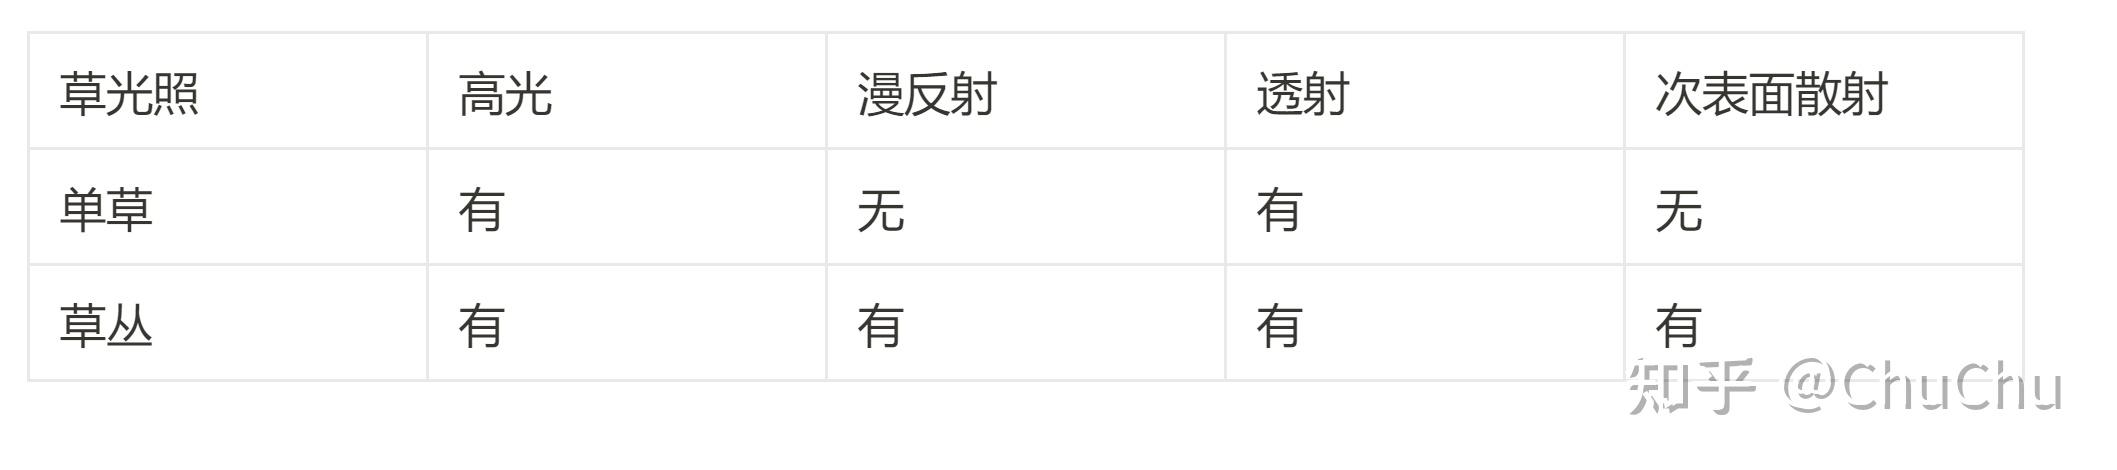 草光照 高光 漫反射 透射 次表面散射
单草 有 无 有 无
草丛 有 有 有 有
知乎 @ChuChu